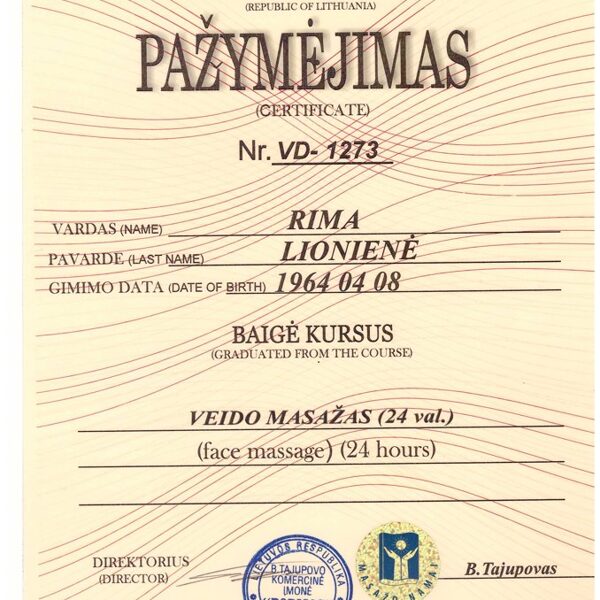 (REPUBLIC OF LITHUANIA)
PAŽYMĖJIMAS
(CERTIFICATE)
Nr. VD- 1273
VARDAS (NAME) RIMA
PAVARDE (LAST NAME) LIONIENĖ
GIMIMO DATA (DATE OF BIRTH) 1964 04 08
BAIGĖ KURSUS
(GRADUATED FROM THE COURSE)
VEIDO MASAŽAS (24 val.)
(face massage) (24 hours)
DIREKTORIUS
(DIRECTOR)
LIETUVOS RESPUBLIKA
B.TAJUPOVO
KOMERCINĖ
ĮMONĖ
B.Tajupovas